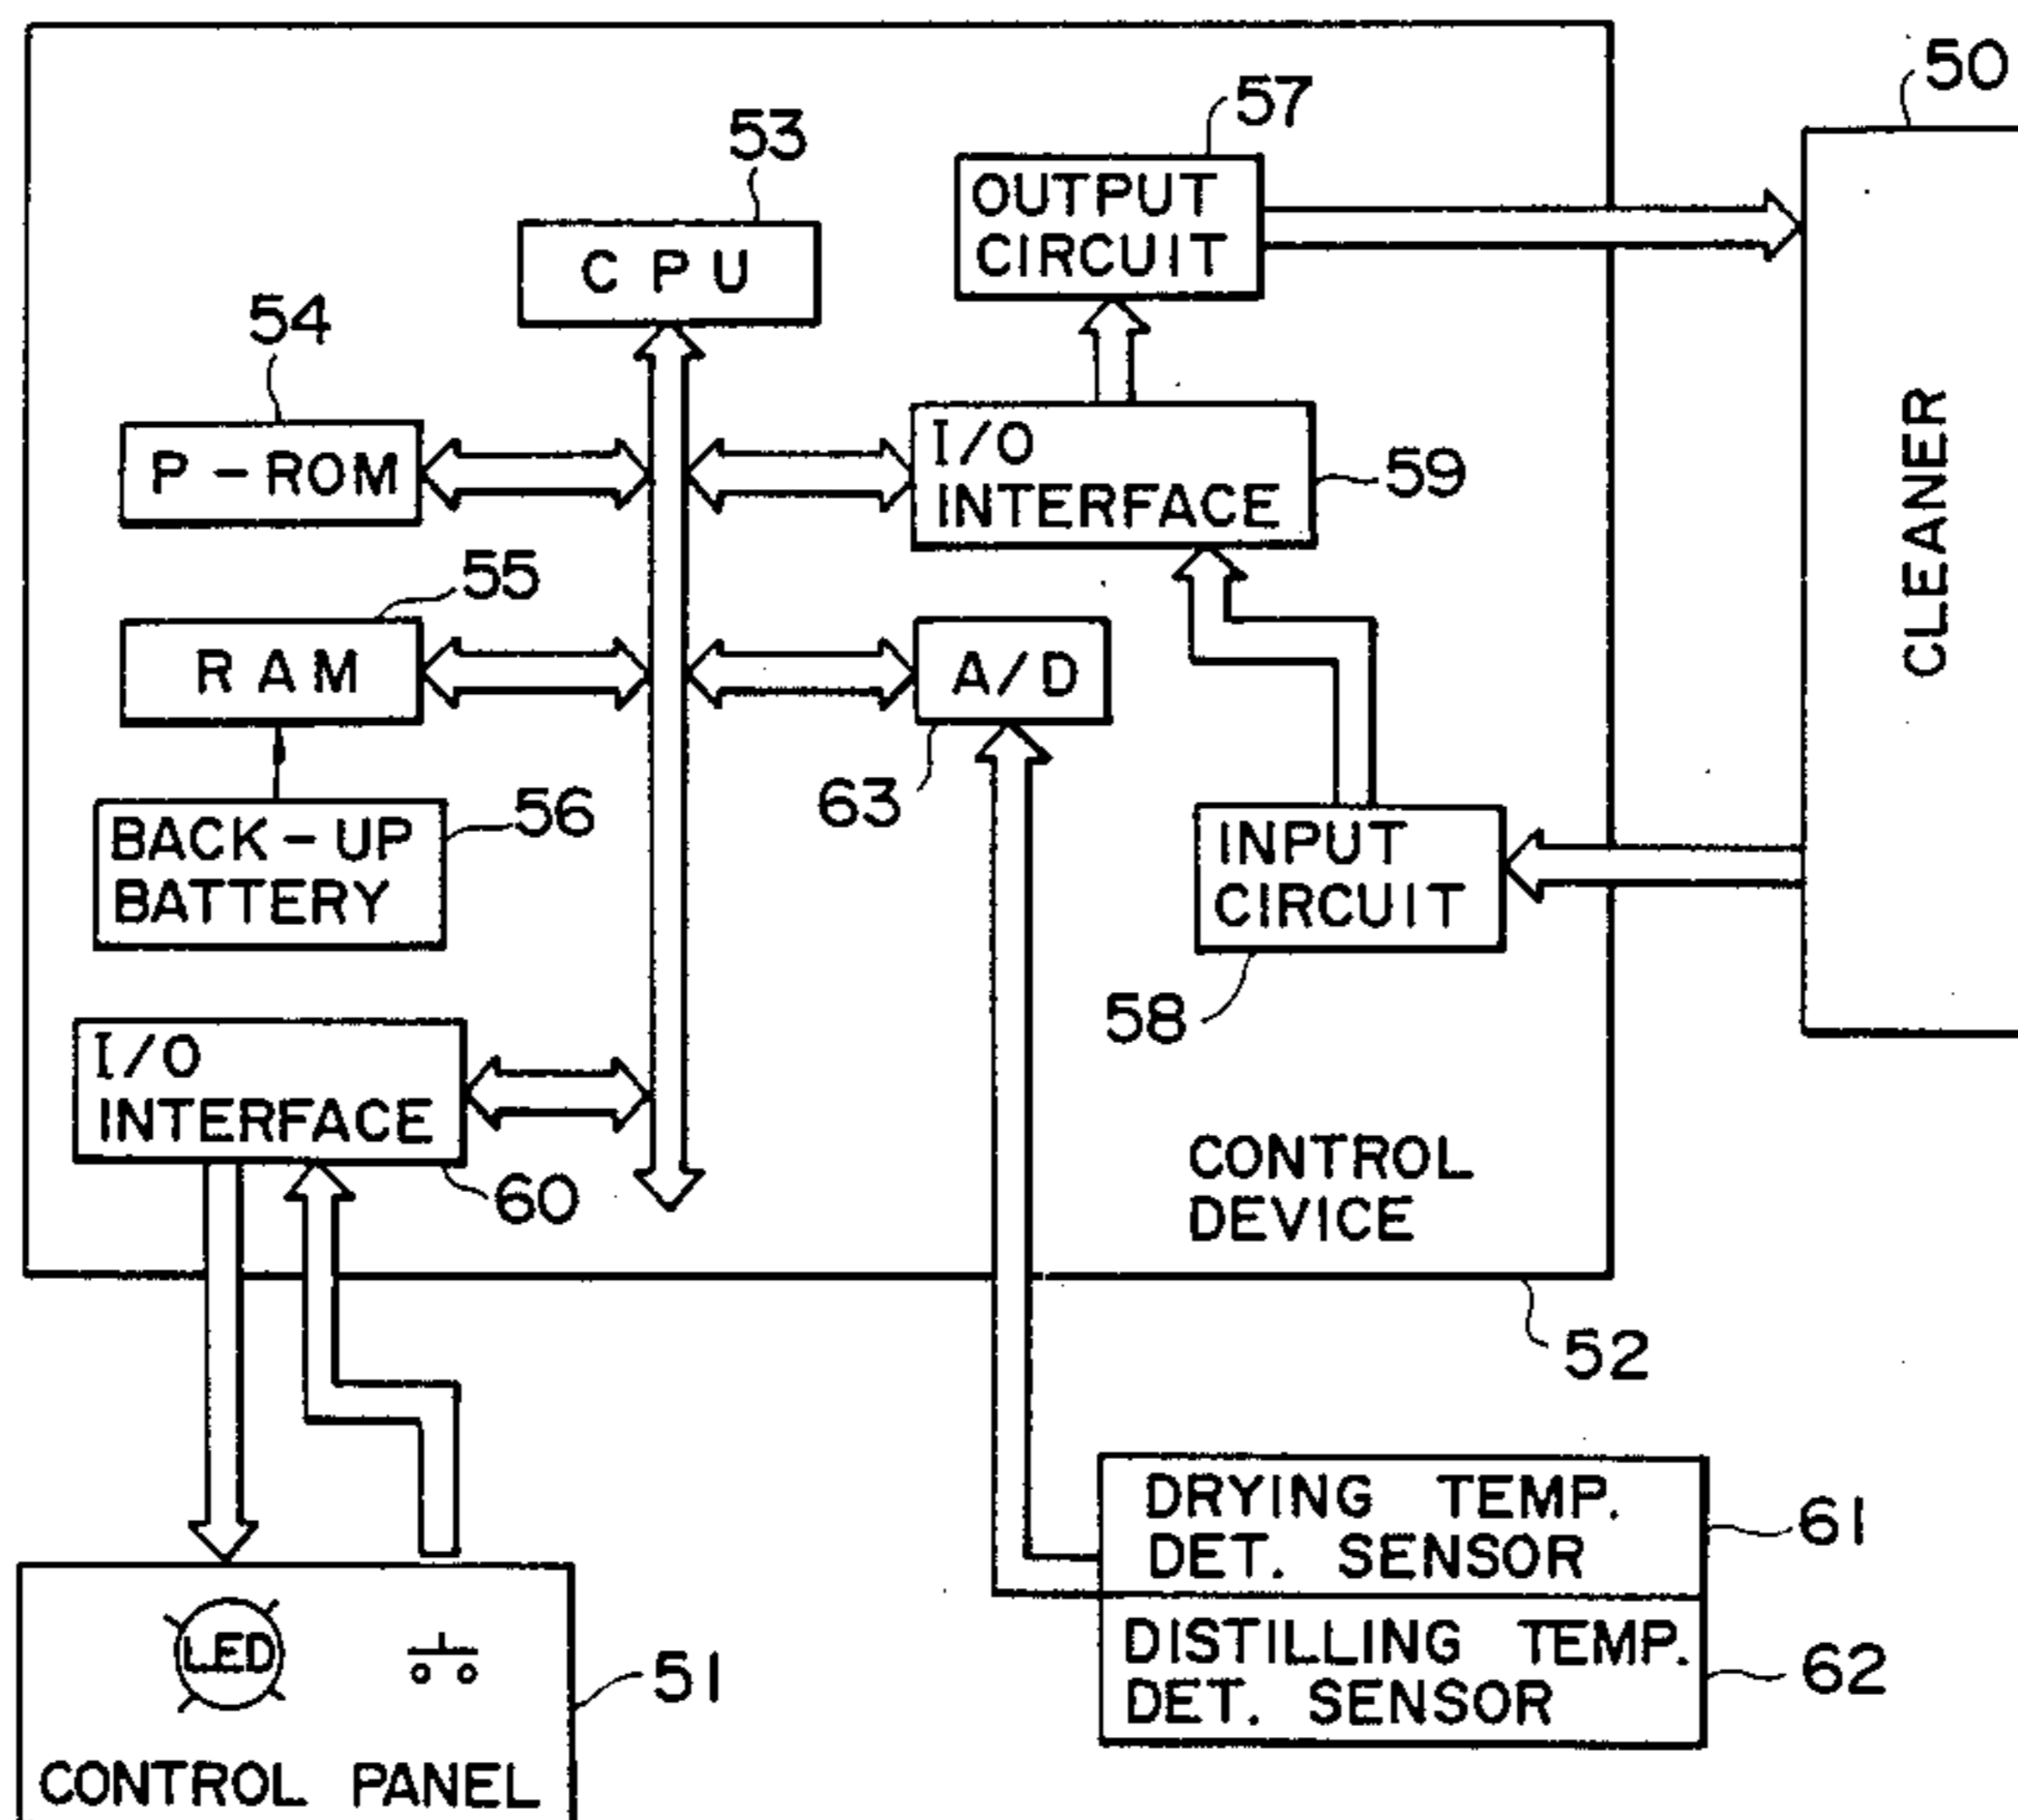 50
57
53
OUTPUT
CIRCUIT
C P U
54
P-ROM
I/O
INTERFACE
59
CLEANER
55
RAM
A/D
63
BACK-UP
BATTERY
56
INPUT
CIRCUIT
58
I/O
INTERFACE
60
CONTROL
DEVICE
52
DRYING TEMP.
DET. SENSOR
61
DISTILLING TEMP.
DET. SENSOR
62
LED
51
CONTROL PANEL